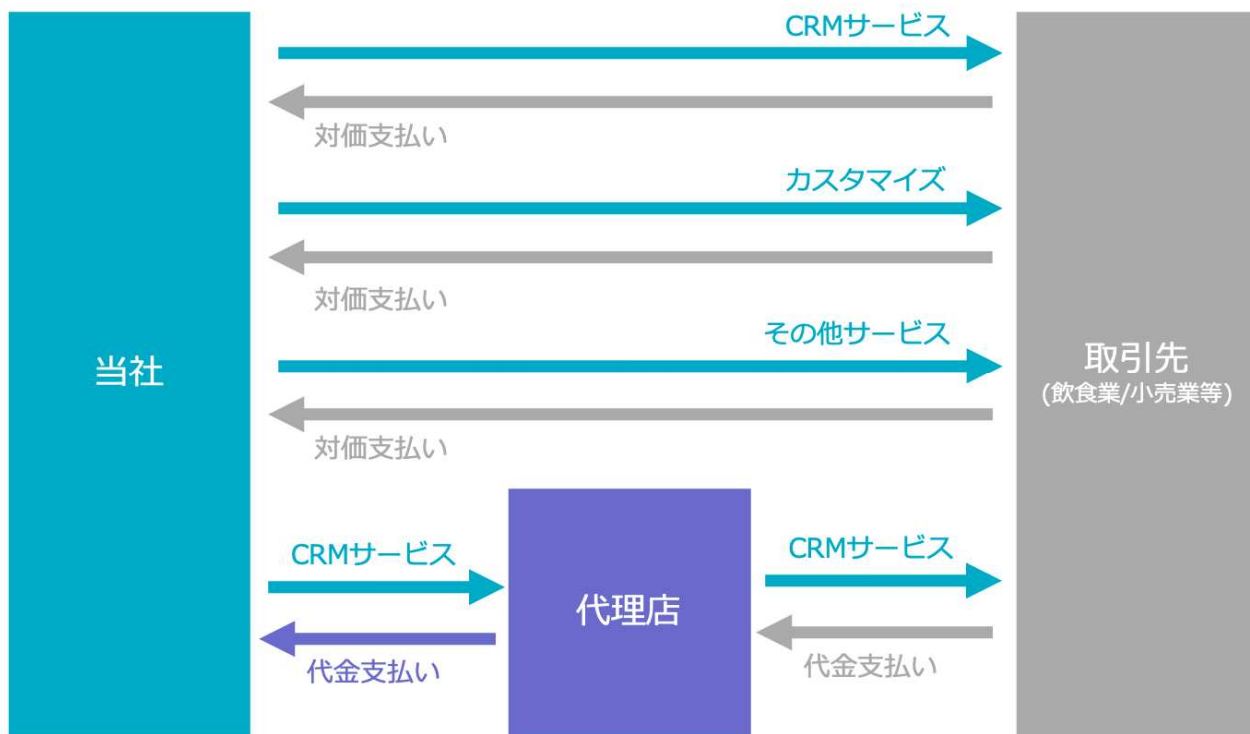 CRMサービス
対価支払い
カスタマイズ
対価支払い
その他サービス
対価支払い
当社
取引先
(飲食業/小売業等)
CRMサービス
代金支払い
代理店
CRMサービス
代金支払い